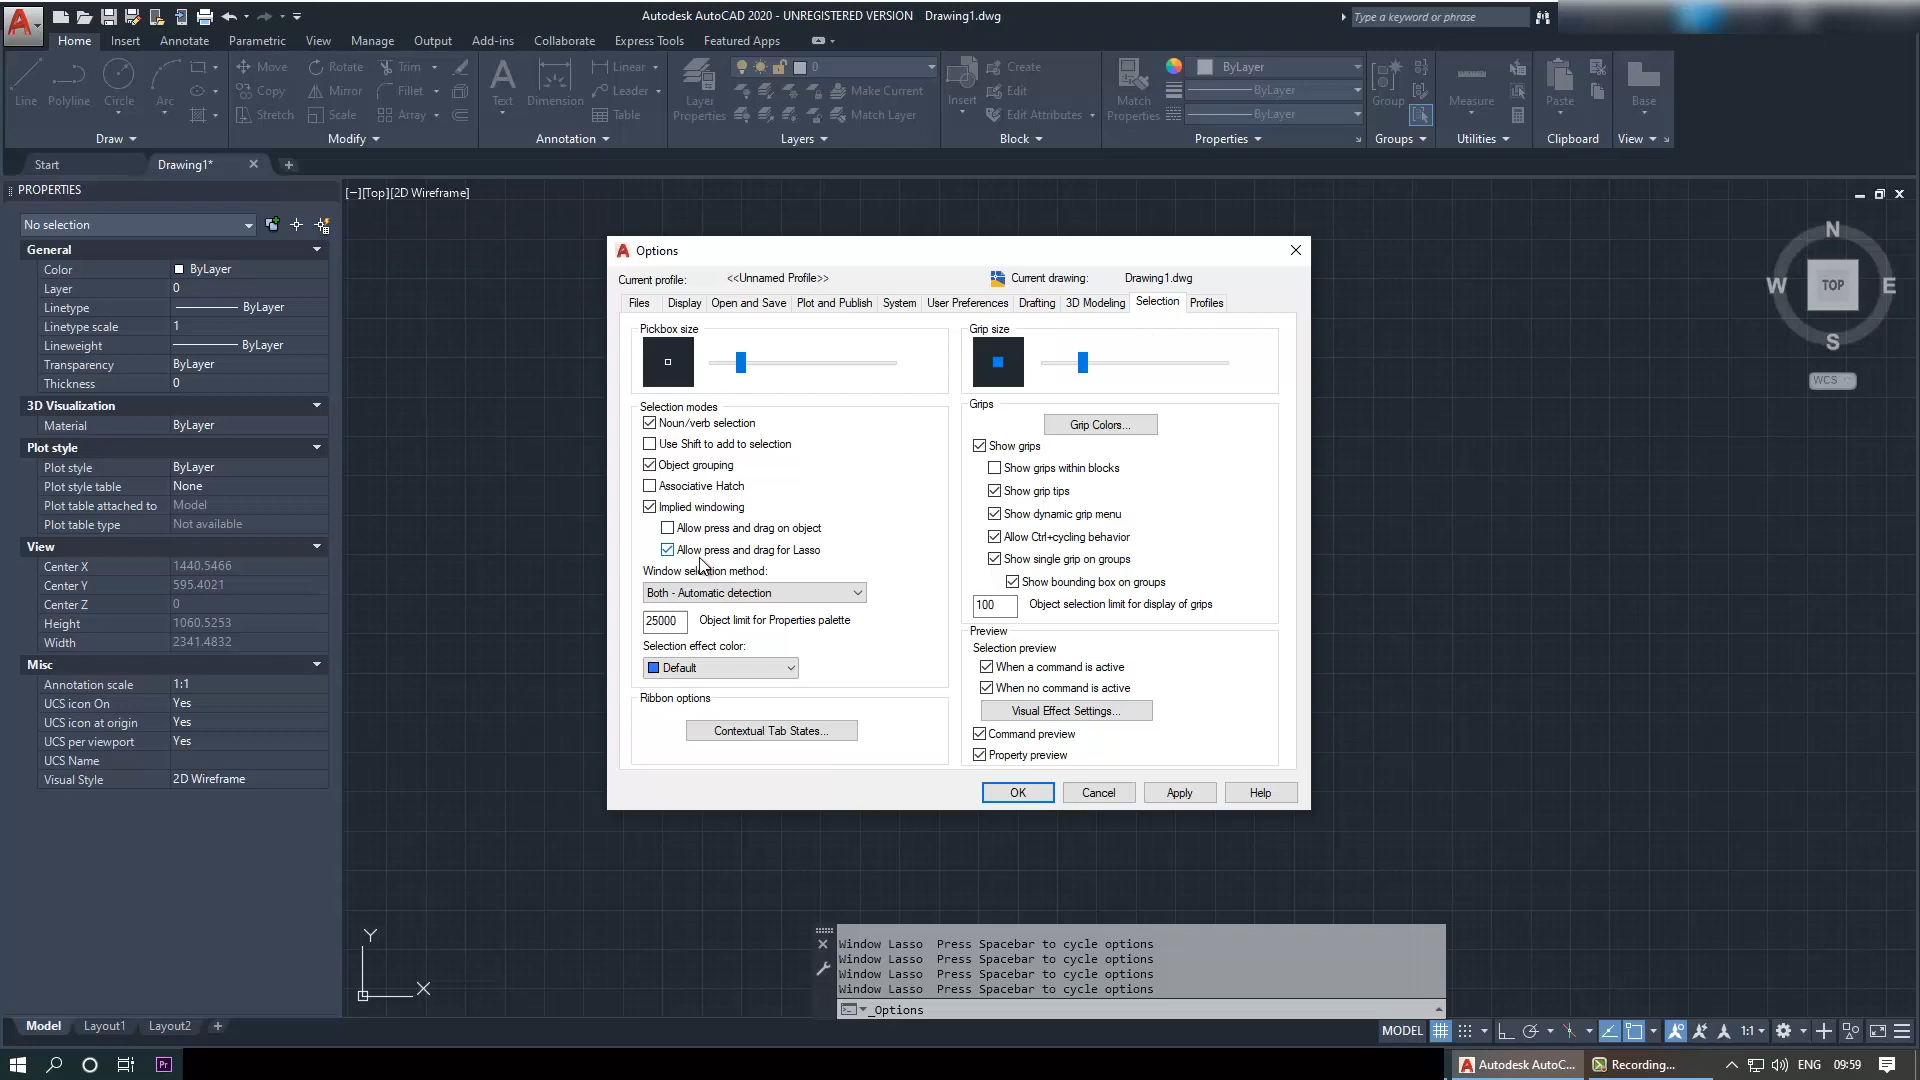 Autodesk AutoCAD 2020 - UNREGISTERED VERSION Drawing1.dwg
Type a keyword or phrase
Home Insert Annotate Parametric View Manage Output Add-ins Collaborate Express Tools Featured Apps
Line Polyline Circle Arc
Draw
Move Rotate Trim
Copy Mirror Fillet
Stretch Scale Array
Modify
Text Dimension
Linear
Leader
Table
Annotation
Layer Properties
0
Make Current
Match Layer
Layers
Insert
Create
Edit
Edit Attributes
Block
Match Properties
ByLayer
ByLayer
ByLayer
Properties
Group
Groups
Measure
Utilities
Paste
Clipboard
Base
View
Start Drawing1*
PROPERTIES
No selection
General
Color ByLayer
Layer 0
Linetype ByLayer
Linetype scale 1
Lineweight ByLayer
Transparency ByLayer
Thickness 0
3D Visualization
Material ByLayer
Plot style
Plot style ByLayer
Plot style table None
Plot table attached to Model
Plot table type Not available
View
Center X 1440.5466
Center Y 595.4021
Center Z 0
Height 1060.5253
Width 2341.4832
Misc
Annotation scale 1:1
UCS icon On Yes
UCS icon at origin Yes
UCS per viewport Yes
UCS Name
Visual Style 2D Wireframe
[−][Top][2D Wireframe]
N
W TOP E
S
WCS
Options
Current profile: <<Unnamed Profile>> Current drawing: Drawing1.dwg
Files Display Open and Save Plot and Publish System User Preferences Drafting 3D Modeling Selection Profiles
Pickbox size
Selection modes
Noun/verb selection
Use Shift to add to selection
Object grouping
Associative Hatch
Implied windowing
Allow press and drag on object
Allow press and drag for Lasso
Window selection method:
Both - Automatic detection
25000 Object limit for Properties palette
Selection effect color:
Default
Ribbon options
Contextual Tab States...
Grip size
Grips
Grip Colors...
Show grips
Show grips within blocks
Show grip tips
Show dynamic grip menu
Allow Ctrl+cycling behavior
Show single grip on groups
Show bounding box on groups
100 Object selection limit for display of grips
Preview
Selection preview
When a command is active
When no command is active
Visual Effect Settings...
Command preview
Property preview
OK Cancel Apply Help
Y
X
Window Lasso  Press Spacebar to cycle options
Window Lasso  Press Spacebar to cycle options
Window Lasso  Press Spacebar to cycle options
Window Lasso  Press Spacebar to cycle options
_Options
Model Layout1 Layout2 +
MODEL 1:1
Pr
Autodesk AutoC... Recording... ENG 09:59